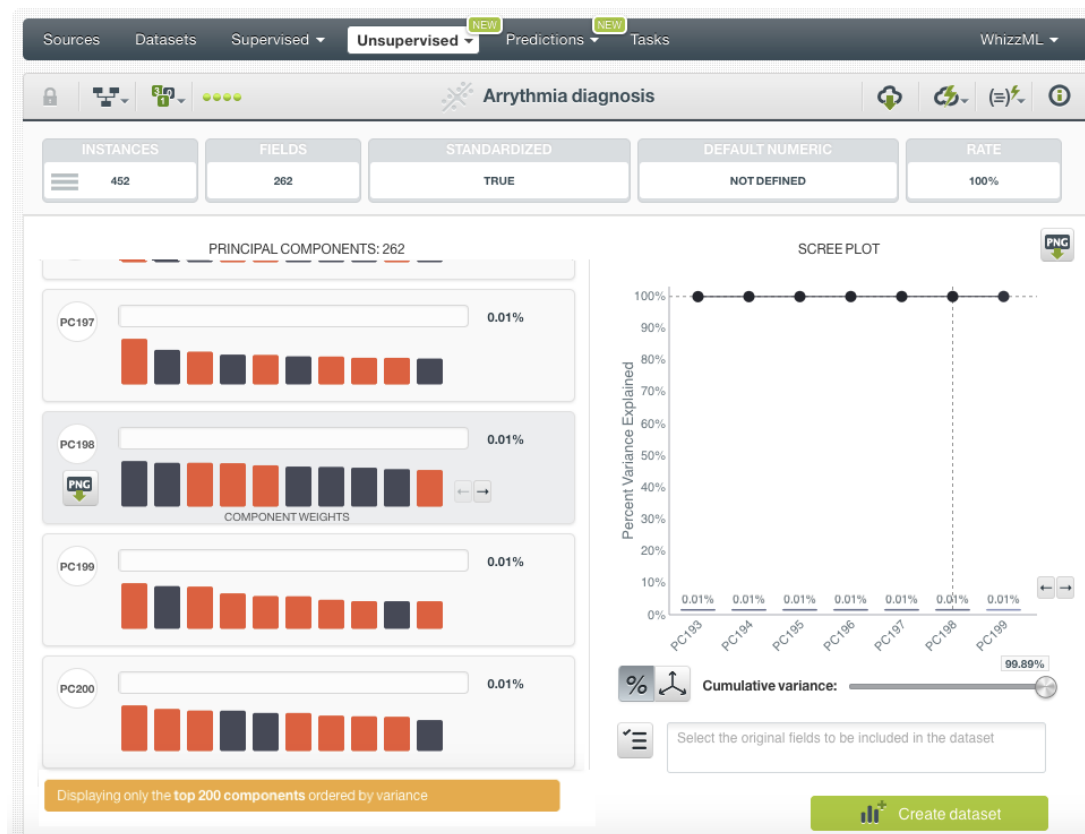 Sources Datasets Supervised Unsupervised NEW Predictions NEW Tasks WhizzML
Arrythmia diagnosis
INSTANCES FIELDS STANDARDIZED DEFAULT NUMERIC RATE
452 262 TRUE NOT DEFINED 100%
PRINCIPAL COMPONENTS: 262
PC197 0.01%
PC198 0.01%
PNG
COMPONENT WEIGHTS
← →
PC199 0.01%
PC200 0.01%
Displaying only the top 200 components ordered by variance
SCREE PLOT
PNG
Percent Variance Explained
100%
90%
80%
70%
60%
50%
40%
30%
20%
10%
0%
0.01% 0.01% 0.01% 0.01% 0.01% 0.01% 0.01%
← →
PC193 PC194 PC195 PC196 PC197 PC198 PC199
99.89%
% Cumulative variance:
Select the original fields to be included in the dataset
Create dataset